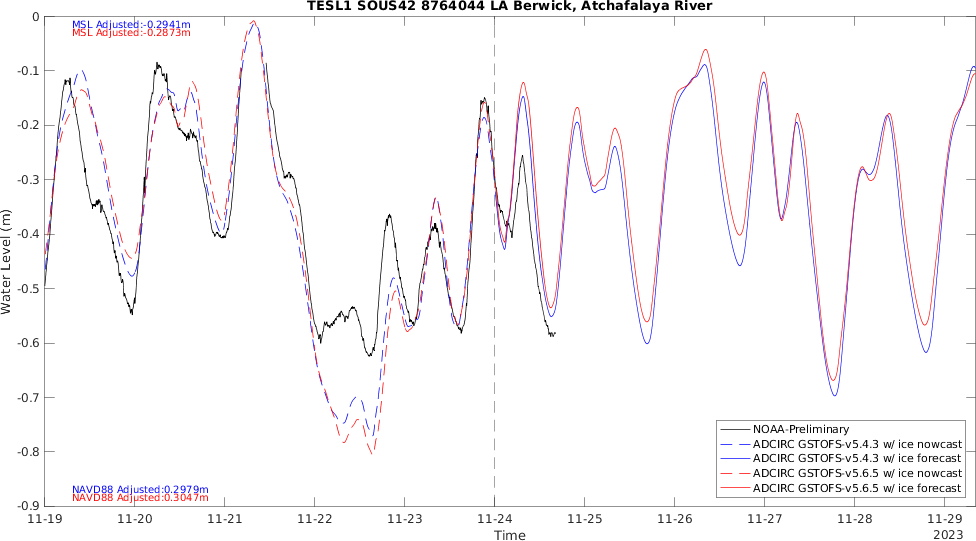 TESL1 SOUS42 8764044 LA Berwick, Atchafalaya River
MSL Adjusted:-0.2941m
MSL Adjusted:-0.2873m
0
-0.1
-0.2
-0.3
-0.4
-0.5
-0.6
-0.7
-0.8
-0.9
Water Level (m)
NOAA-Preliminary
ADCIRC GSTOFS-v5.4.3 w/ ice nowcast
ADCIRC GSTOFS-v5.4.3 w/ ice forecast
ADCIRC GSTOFS-v5.6.5 w/ ice nowcast
ADCIRC GSTOFS-v5.6.5 w/ ice forecast
NAVD88 Adjusted:0.2979m
NAVD88 Adjusted:0.3047m
11-19 11-20 11-21 11-22 11-23 11-24 11-25 11-26 11-27 11-28 11-29
Time
2023